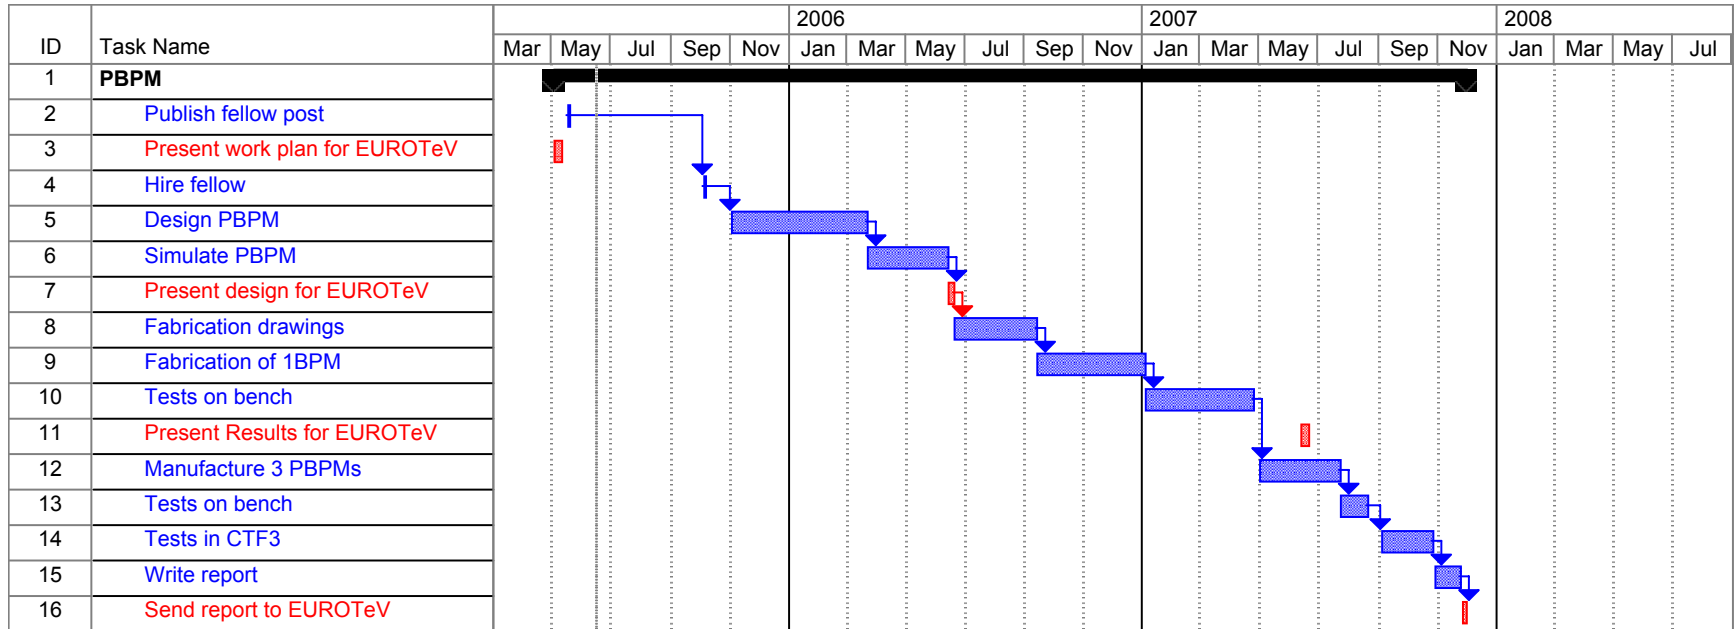 2006 2007 2008
ID Task Name Mar May Jul Sep Nov Jan Mar May Jul Sep Nov Jan Mar May Jul Sep Nov Jan Mar May Jul
1 PBPM
2 Publish fellow post
3 Present work plan for EUROTeV
4 Hire fellow
5 Design PBPM
6 Simulate PBPM
7 Present design for EUROTeV
8 Fabrication drawings
9 Fabrication of 1BPM
10 Tests on bench
11 Present Results for EUROTeV
12 Manufacture 3 PBPMs
13 Tests on bench
14 Tests in CTF3
15 Write report
16 Send report to EUROTeV